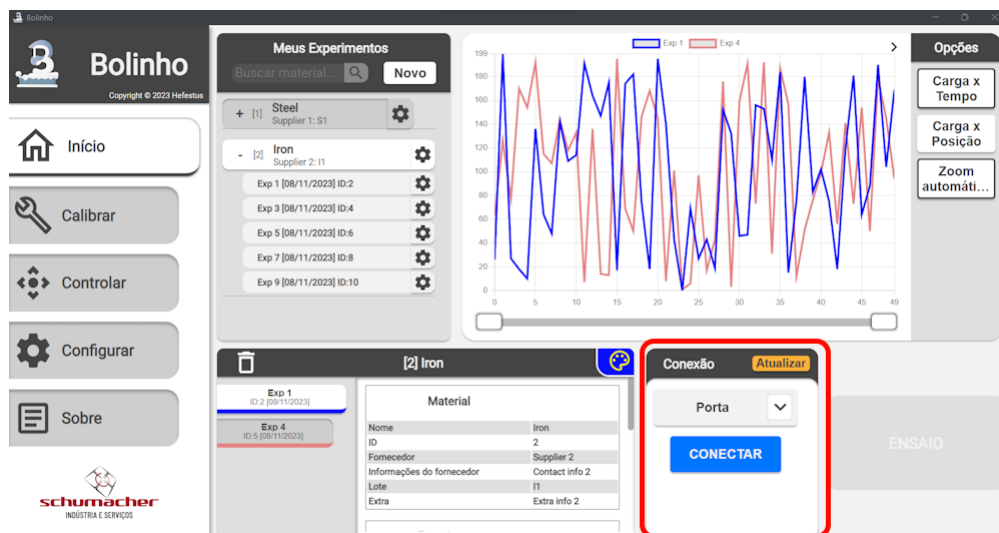 Bolinho
Bolinho
Copyright © 2023 Hefestus
Início
Calibrar
Controlar
Configurar
Sobre
schumacher
INDÚSTRIA E SERVIÇOS
Meus Experimentos
Buscar material...
Novo
+ [1] Steel
Supplier 1: S1
- [2] Iron
Supplier 2: I1
Exp 1 [08/11/2023] ID:2
Exp 3 [08/11/2023] ID:4
Exp 5 [08/11/2023] ID:6
Exp 7 [08/11/2023] ID:8
Exp 9 [08/11/2023] ID:10
Exp 1 Exp 4
199
180
160
140
120
100
80
60
40
20
0
0 5 10 15 20 25 30 35 40 45 49
Opções
Carga x
Tempo
Carga x
Posição
Zoom
automáti...
[2] Iron
Exp 1
ID:2 [08/11/2023]
Exp 4
ID:5 [08/11/2023]
Material
Nome Iron
ID 2
Fornecedor Supplier 2
Informações do fornecedor Contact info 2
Lote I1
Extra Extra info 2
Conexão Atualizar
Porta
CONECTAR
ENSAIO